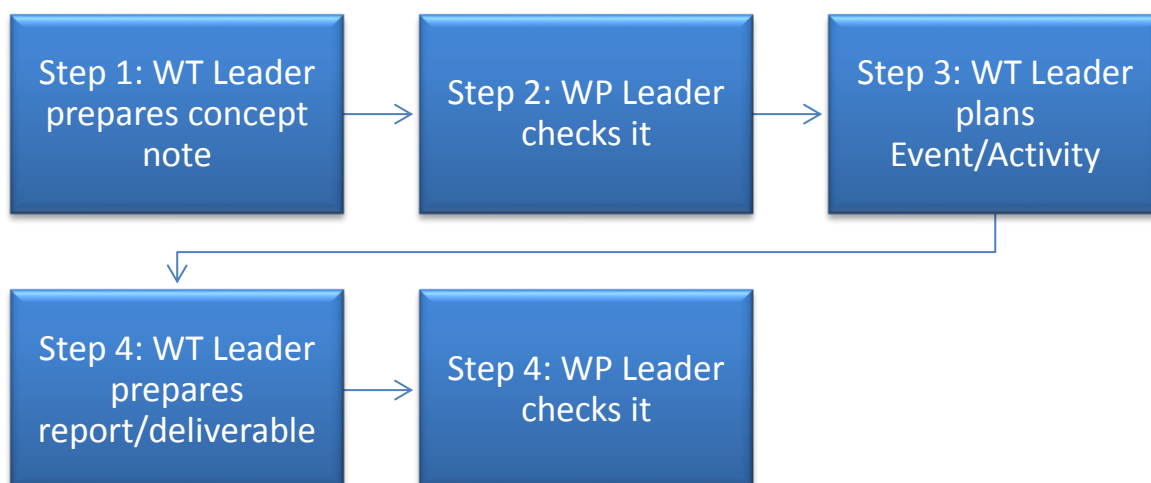 Step 1: WT Leader
prepares concept
note
Step 2: WP Leader
checks it
Step 3: WT Leader
plans
Event/Activity
Step 4: WT Leader
prepares
report/deliverable
Step 4: WP Leader
checks it